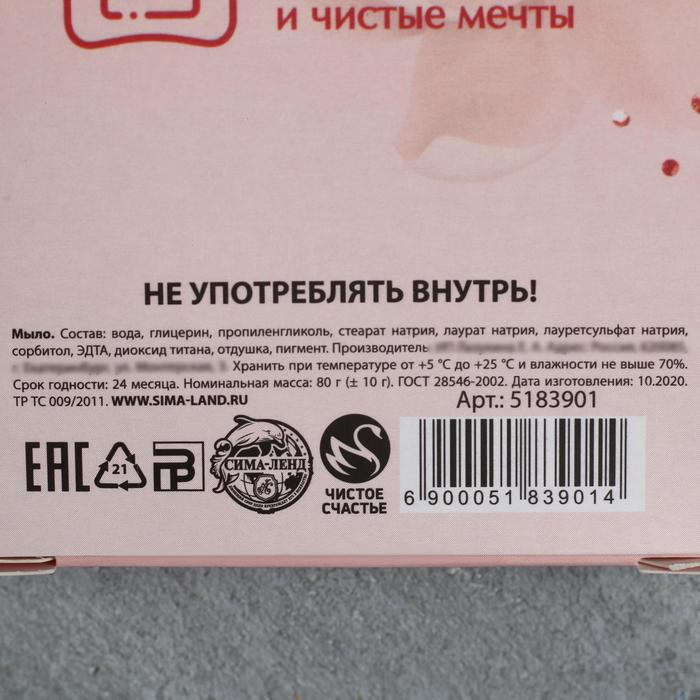 и чистые мечты
НЕ УПОТРЕБЛЯТЬ ВНУТРЬ!
Мыло. Состав: вода, глицерин, пропиленгликоль, стеарат натрия, лаурат натрия, лауретсульфат натрия,
сорбитол, ЭДТА, диоксид титана, отдушка, пигмент. Производитель
Хранить при температуре от +5 °С до +25 °С и влажности не выше 70%.
Срок годности: 24 месяца. Номинальная масса: 80 г (± 10 г). ГОСТ 28546-2002. Дата изготовления: 10.2020.
ТР ТС 009/2011. WWW.SIMA-LAND.RU
Арт.: 5183901
ЕАС
21
СИМА-ЛЕНД
ЧИСТОЕ
СЧАСТЬЕ
6 900051 839014